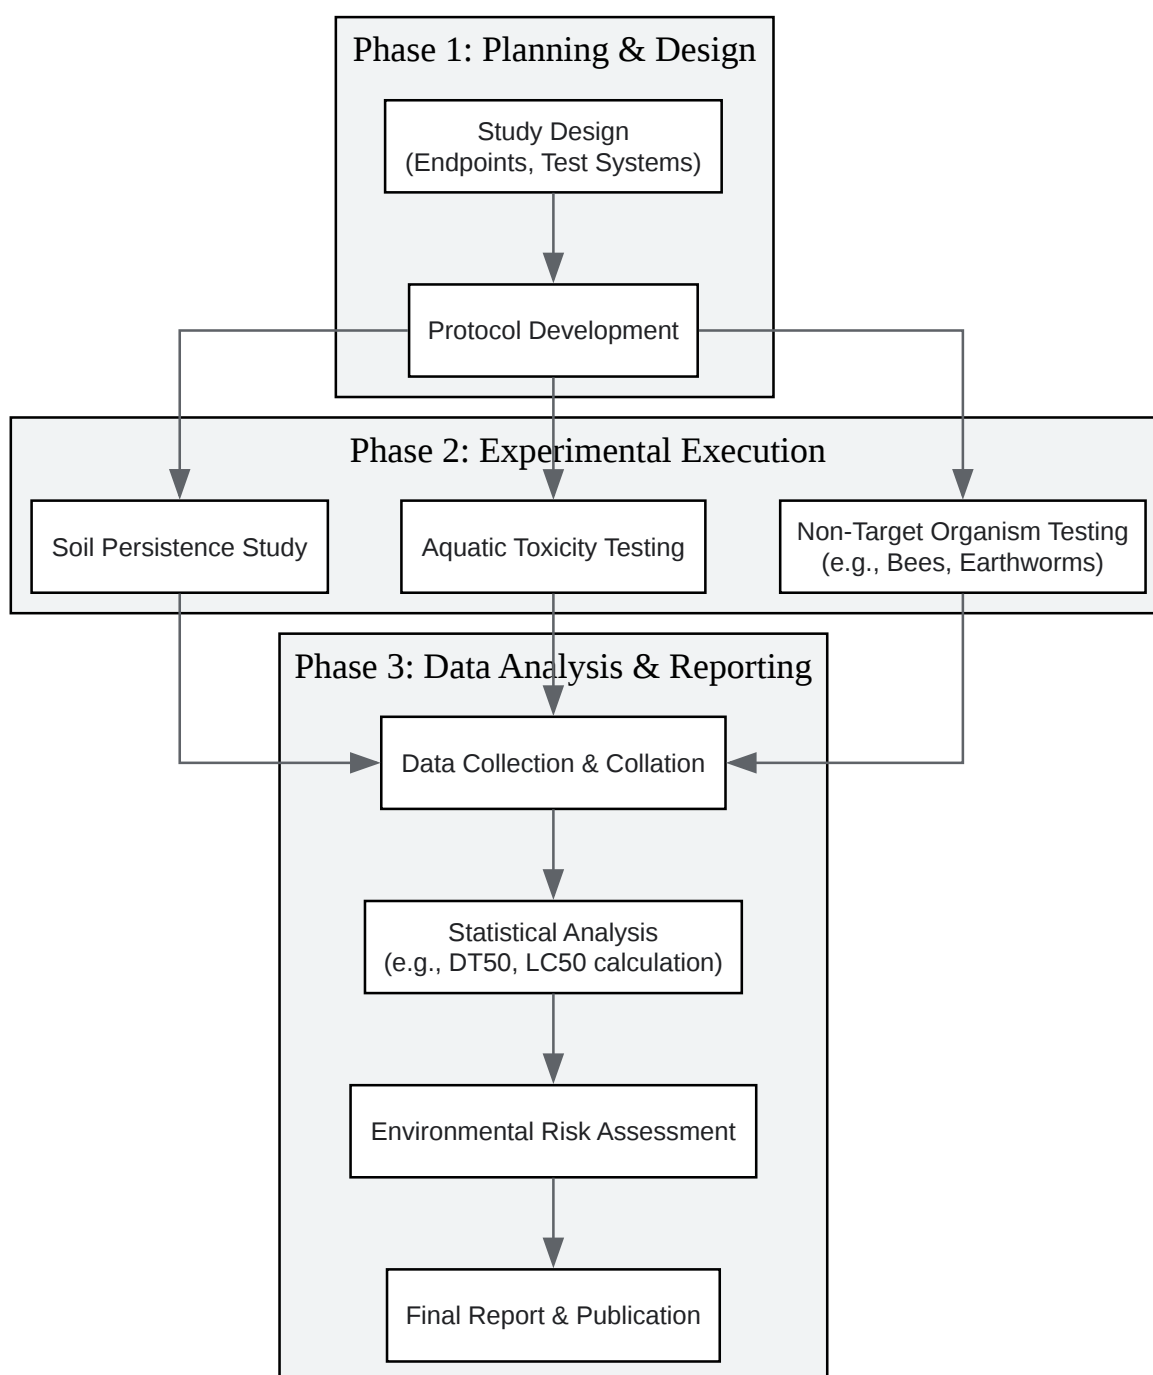 Phase 1: Planning & Design
Study Design
(Endpoints, Test Systems)
Protocol Development
Phase 2: Experimental Execution
Soil Persistence Study
Aquatic Toxicity Testing
Non-Target Organism Testing
(e.g., Bees, Earthworms)
Phase 3: Data Analysis & Reporting
Data Collection & Collation
Statistical Analysis
(e.g., DT50, LC50 calculation)
Environmental Risk Assessment
Final Report & Publication